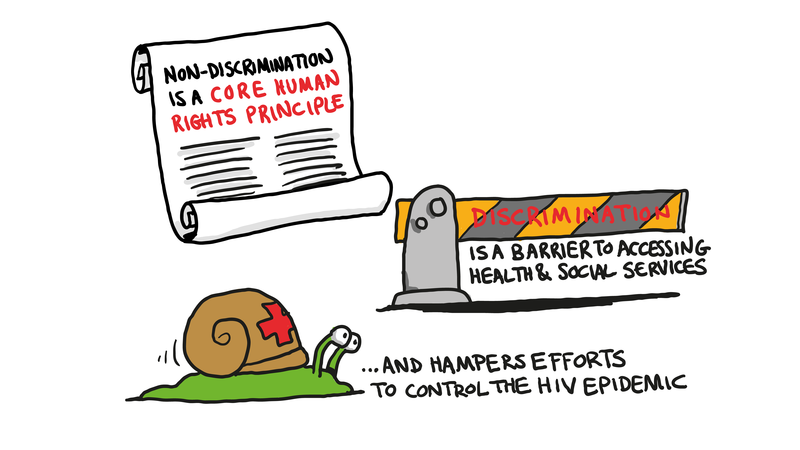 NON-DISCRIMINATION
IS A CORE HUMAN
RIGHTS PRINCIPLE
DISCRIMINATION
IS A BARRIER TO ACCESSING
HEALTH & SOCIAL SERVICES
...AND HAMPERS EFFORTS
TO CONTROL THE HIV EPIDEMIC